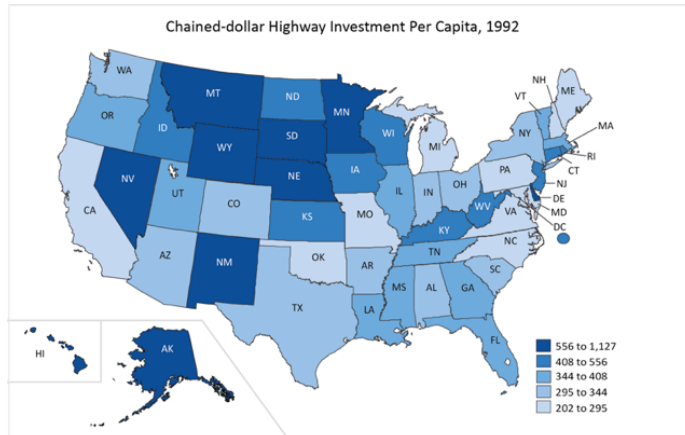 Chained-dollar Highway Investment Per Capita, 1992
WA
MT
ND
MN
OR
ID
WY
SD
WI
MI
NY
VT
NH
ME
MA
RI
CT
NJ
DE
MD
DC
NV
UT
CO
NE
IA
IL
IN
OH
PA
CA
AZ
NM
KS
MO
KY
WV
VA
OK
AR
TN
NC
SC
TX
LA
MS
AL
GA
FL
HI
AK
556 to 1,127
408 to 556
344 to 408
295 to 344
202 to 295